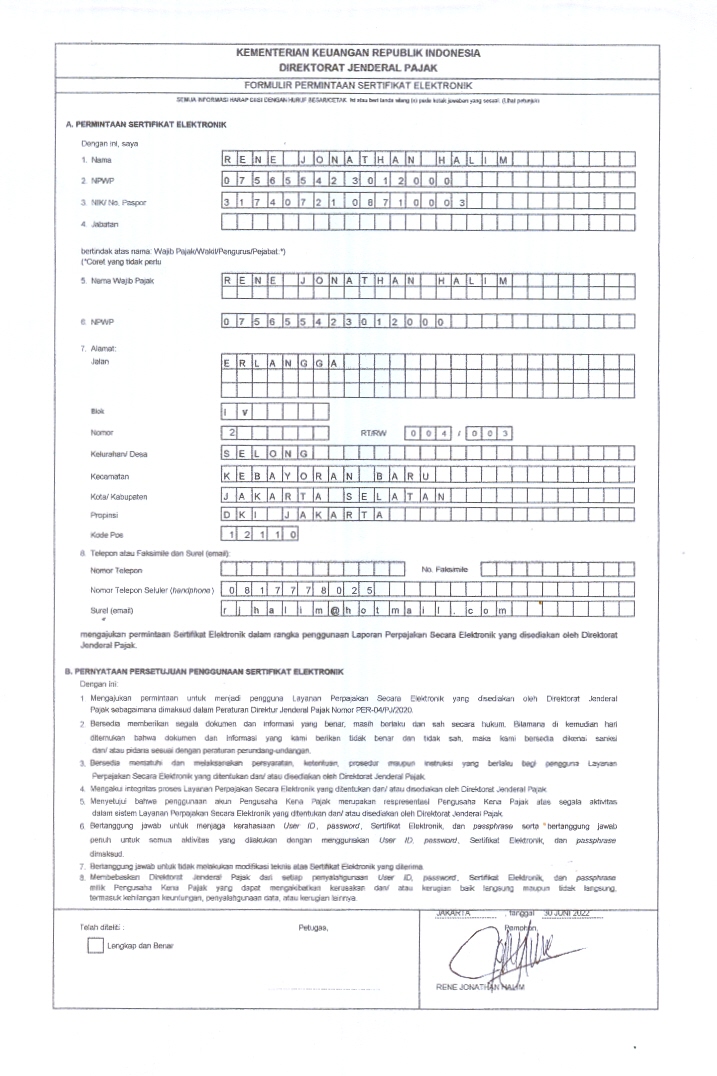 KEMENTERIAN KEUANGAN REPUBLIK INDONESIA
DIREKTORAT JENDERAL PAJAK
FORMULIR PERMINTAAN SERTIFIKAT ELEKTRONIK
SEMUA INFORMASI HARAP DIISI DENGAN HURUF BESAR/CETAK. Isi atau beri tanda silang (x) pada kotak jawaban yang sesuai. (Lihat petunjuk)
A. PERMINTAAN SERTIFIKAT ELEKTRONIK
Dengan ini, saya
1. Nama RENE JONATHAN HALIM
2. NPWP 075655423012000
3. NIK/ No. Paspor 3174072108710003
4. Jabatan
bertindak atas nama: Wajib Pajak/Wakil/Pengurus/Pejabat.*)
(*Coret yang tidak perlu
5. Nama Wajib Pajak RENE JONATHAN HALIM
6. NPWP 075655423012000
7. Alamat:
Jalan ERLANGGA
Blok IV
Nomor 2 RT/RW 004 / 003
Kelurahan/ Desa SELONG
Kecamatan KEBAYORAN BARU
Kota/ Kabupaten JAKARTA SELATAN
Propinsi DKI JAKARTA
Kode Pos 12110
8. Telepon atau Faksimile dan Surel (email):
Nomor Telepon No. Faksimile
Nomor Telepon Seluler (handphone) 0817778025
Surel (email) rjhalim@hotmail.com
mengajukan permintaan Sertifikat Elektronik dalam rangka penggunaan Laporan Perpajakan Secara Elektronik yang disediakan oleh Direktorat
Jenderal Pajak.
B. PERNYATAAN PERSETUJUAN PENGGUNAAN SERTIFIKAT ELEKTRONIK
Dengan ini:
1 Mengajukan permintaan untuk menjadi pengguna Layanan Perpajakan Secara Elektronik yang disediakan oleh Direktorat Jenderal
Pajak sebagaimana dimaksud dalam Peraturan Direktur Jenderal Pajak Nomor PER-04/PJ/2020.
2. Bersedia memberikan segala dokumen dan informasi yang benar, masih berlaku dan sah secara hukum. Bilamana di kemudian hari
ditemukan bahwa dokumen dan informasi yang kami berikan tidak benar dan tidak sah, maka kami bersedia dikenai sanksi
dan/ atau pidana sesuai dengan peraturan perundang-undangan.
3. Bersedia mematuhi dan melaksanakan persyaratan, ketentuan, prosedur maupun instruksi yang berlaku bagi pengguna Layanan
Perpajakan Secara Elektronik yang ditentukan dan/ atau disediakan oleh Direktorat Jenderal Pajak.
4. Mengakui integritas proses Layanan Perpajakan Secara Elektronik yang ditentukan dan/ atau disediakan oleh Direktorat Jenderal Pajak.
5. Menyetujui bahwa penggunaan akun Pengusaha Kena Pajak merupakan respresentasi Pengusaha Kena Pajak atas segala aktivitas
dalam sistem Layanan Perpajakan Secara Elektronik yang ditentukan dan/ atau disediakan oleh Direktorat Jenderal Pajak.
6. Bertanggung jawab untuk menjaga kerahasiaan User ID, password, Sertifikat Elektronik, dan passphrase serta bertanggung jawab
penuh untuk semua aktivitas yang dilakukan dengan menggunakan User ID, password, Sertifikat Elektronik, dan passphrase
dimaksud.
7. Bertanggung jawab untuk tidak melakukan modifikasi teknis atas Sertifikat Elektronik yang diterima.
8. Membebaskan Direktorat Jenderal Pajak dari setiap penyalahgunaan User ID, password, Sertifikat Elektronik, dan passphrase
milik Pengusaha Kena Pajak yang dapat mengakibatkan kerusakan dan/ atau kerugian baik langsung maupun tidak langsung,
termasuk kehilangan keuntungan, penyalahgunaan data, atau kerugian lainnya.
JAKARTA , tanggal 30 JUNI 2022
Telah diteliti : Petugas, Pemohon,
Lengkap dan Benar
RENE JONATHAN HALIM